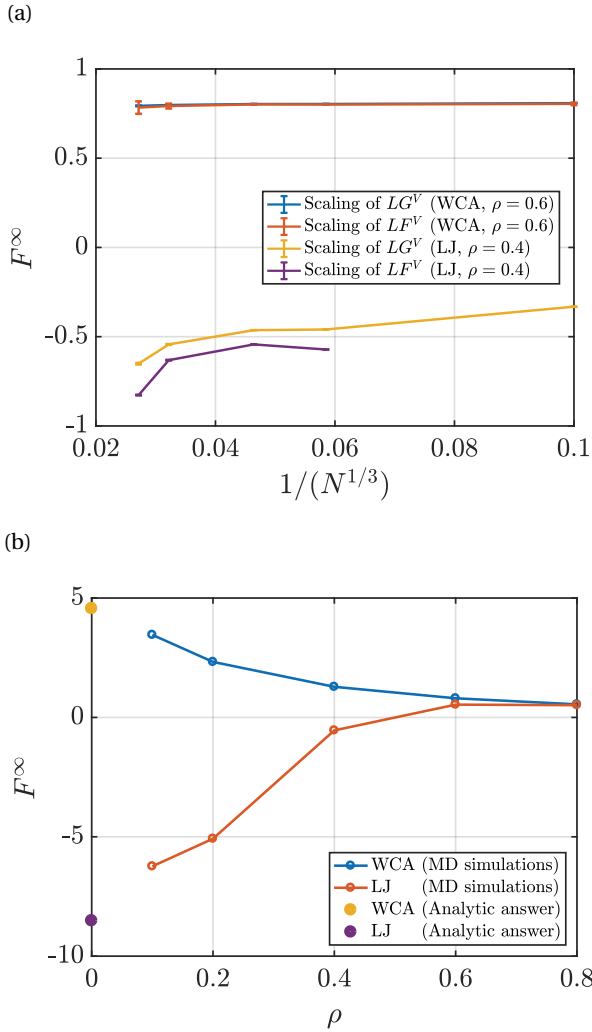 (a)
1
0.5
0
-0.5
-1
F∞
Scaling of LG^V (WCA, ρ = 0.6)
Scaling of LF^V (WCA, ρ = 0.6)
Scaling of LG^V (LJ, ρ = 0.4)
Scaling of LF^V (LJ, ρ = 0.4)
0.02 0.04 0.06 0.08 0.1
1/(N^{1/3})
(b)
5
0
-5
-10
F∞
WCA (MD simulations)
LJ (MD simulations)
WCA (Analytic answer)
LJ (Analytic answer)
0 0.2 0.4 0.6 0.8
ρ